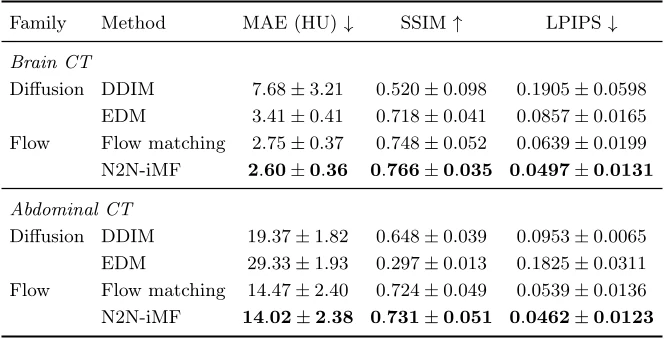 Family Method MAE (HU) ↓ SSIM ↑ LPIPS ↓
Brain CT
Diffusion DDIM 7.68 ± 3.21 0.520 ± 0.098 0.1905 ± 0.0598
EDM 3.41 ± 0.41 0.718 ± 0.041 0.0857 ± 0.0165
Flow Flow matching 2.75 ± 0.37 0.748 ± 0.052 0.0639 ± 0.0199
N2N-iMF 2.60 ± 0.36 0.766 ± 0.035 0.0497 ± 0.0131
Abdominal CT
Diffusion DDIM 19.37 ± 1.82 0.648 ± 0.039 0.0953 ± 0.0065
EDM 29.33 ± 1.93 0.297 ± 0.013 0.1825 ± 0.0311
Flow Flow matching 14.47 ± 2.40 0.724 ± 0.049 0.0539 ± 0.0136
N2N-iMF 14.02 ± 2.38 0.731 ± 0.051 0.0462 ± 0.0123